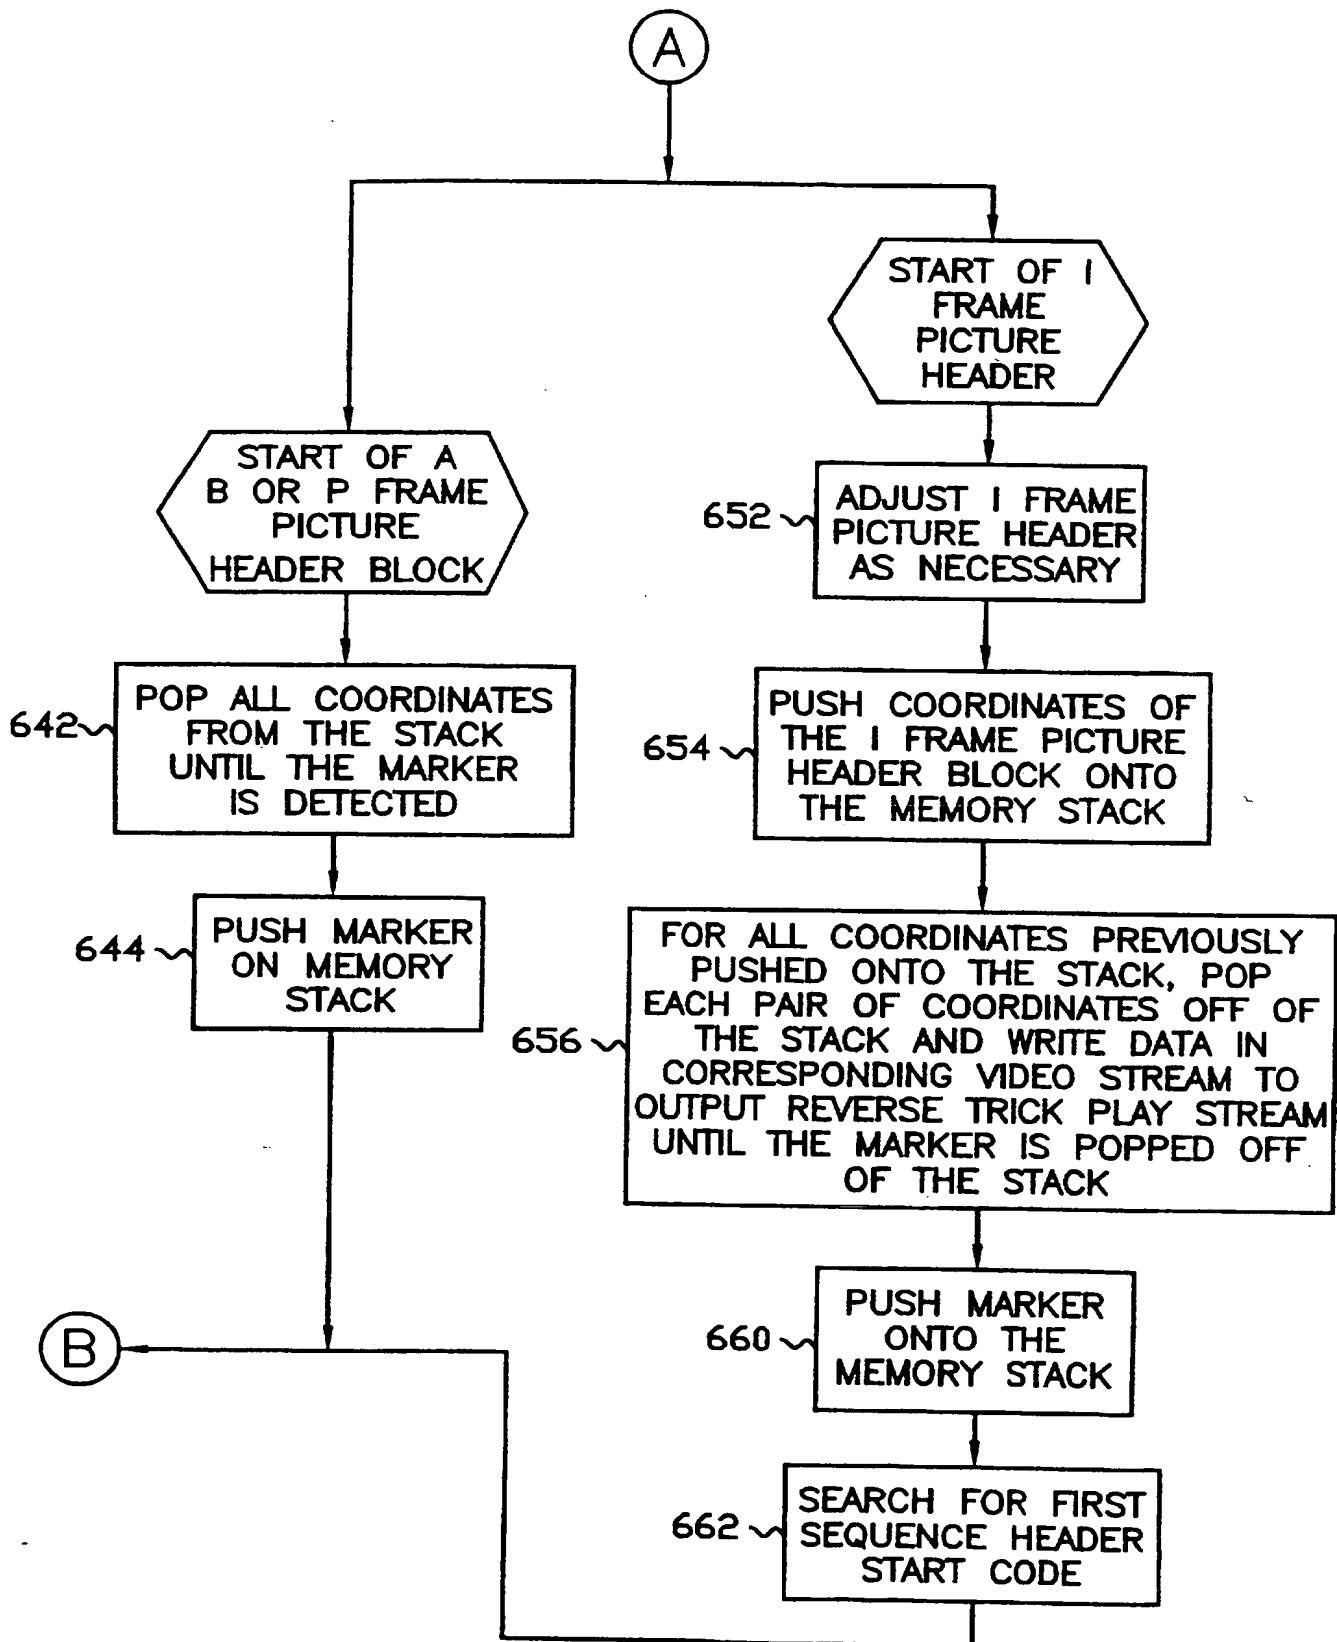 A
START OF I
FRAME
PICTURE
HEADER
START OF A
B OR P FRAME
PICTURE
HEADER BLOCK
652
ADJUST I FRAME
PICTURE HEADER
AS NECESSARY
642
POP ALL COORDINATES
FROM THE STACK
UNTIL THE MARKER
IS DETECTED
654
PUSH COORDINATES OF
THE I FRAME PICTURE
HEADER BLOCK ONTO
THE MEMORY STACK
644
PUSH MARKER
ON MEMORY
STACK
656
FOR ALL COORDINATES PREVIOUSLY
PUSHED ONTO THE STACK, POP
EACH PAIR OF COORDINATES OFF OF
THE STACK AND WRITE DATA IN
CORRESPONDING VIDEO STREAM TO
OUTPUT REVERSE TRICK PLAY STREAM
UNTIL THE MARKER IS POPPED OFF
OF THE STACK
B
660
PUSH MARKER
ONTO THE
MEMORY STACK
662
SEARCH FOR FIRST
SEQUENCE HEADER
START CODE